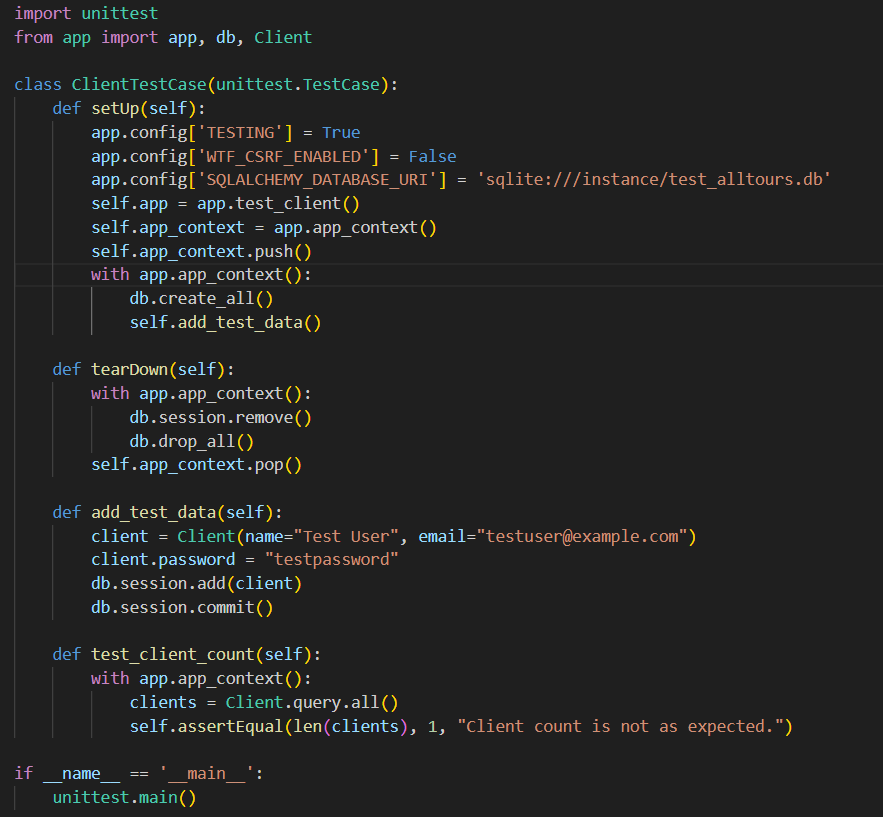 import unittest
from app import app, db, Client

class ClientTestCase(unittest.TestCase):
    def setUp(self):
        app.config['TESTING'] = True
        app.config['WTF_CSRF_ENABLED'] = False
        app.config['SQLALCHEMY_DATABASE_URI'] = 'sqlite:///instance/test_alltours.db'
        self.app = app.test_client()
        self.app_context = app.app_context()
        self.app_context.push()
        with app.app_context():
            db.create_all()
            self.add_test_data()

    def tearDown(self):
        with app.app_context():
            db.session.remove()
            db.drop_all()
        self.app_context.pop()

    def add_test_data(self):
        client = Client(name="Test User", email="testuser@example.com")
        client.password = "testpassword"
        db.session.add(client)
        db.session.commit()

    def test_client_count(self):
        with app.app_context():
            clients = Client.query.all()
            self.assertEqual(len(clients), 1, "Client count is not as expected.")

if __name__ == '__main__':
    unittest.main()